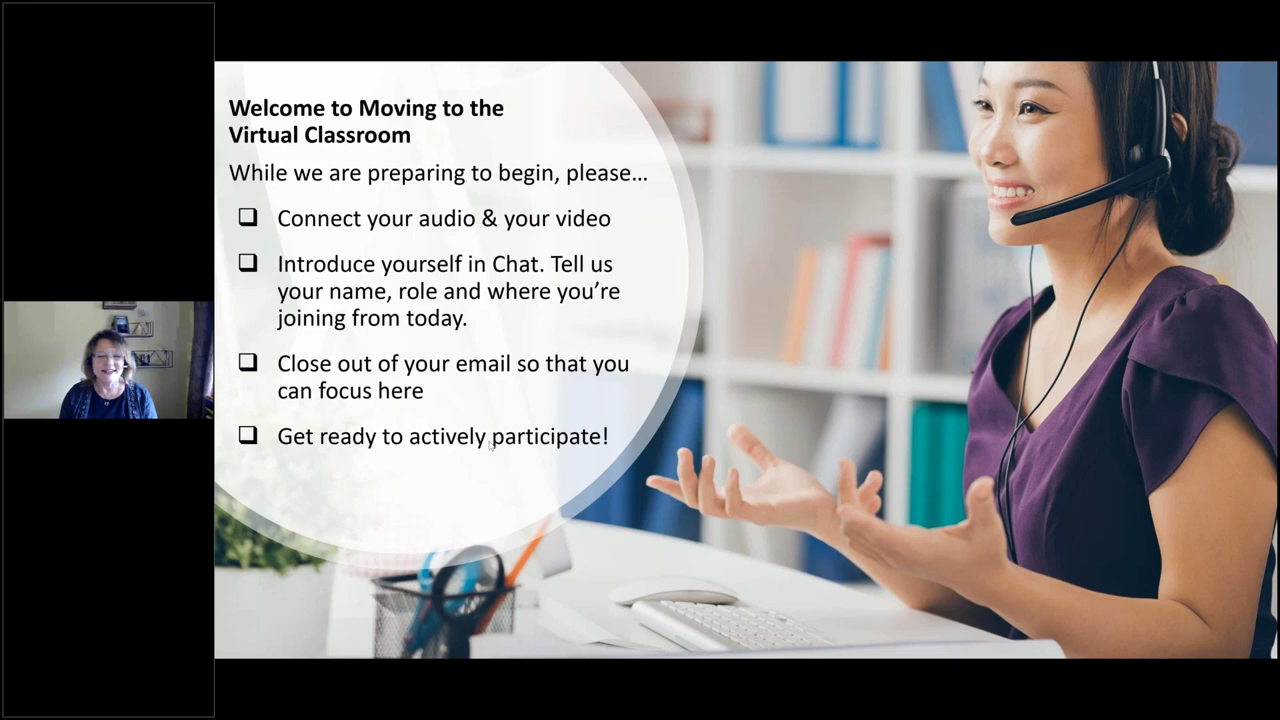 Welcome to Moving to the
Virtual Classroom
While we are preparing to begin, please…
❑ Connect your audio & your video
❑ Introduce yourself in Chat. Tell us
your name, role and where you’re
joining from today.
❑ Close out of your email so that you
can focus here
❑ Get ready to actively participate!